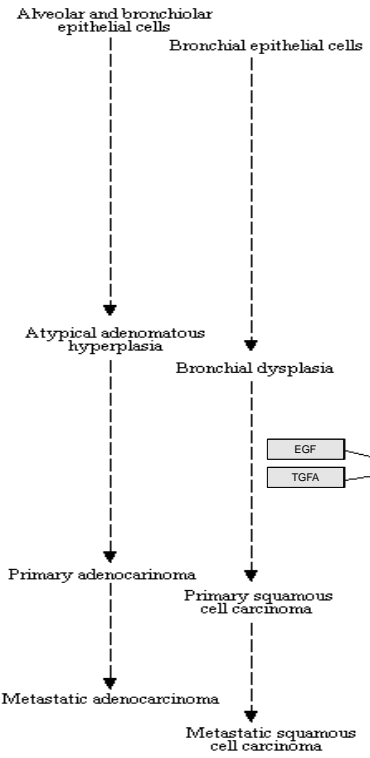 Alveolar and bronchiolar
epithelial cells
Bronchial epithelial cells
Atypical adenomatous
hyperplasia
Bronchial dysplasia
EGF
TGFA
Primary adenocarinoma
Primary squamous
cell carcinoma
Metastatic adenocarcinoma
Metastatic squamous
cell carcinoma